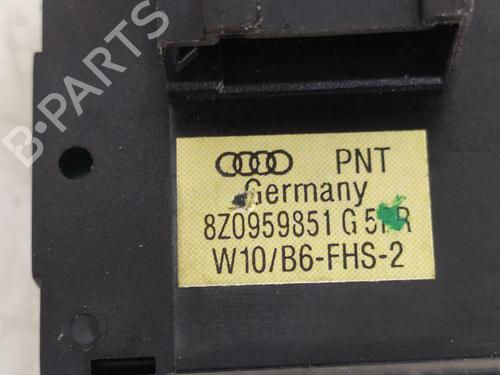 B-PARTS
PNT
Germany
8Z0959851 G
W10/B6-FHS-2